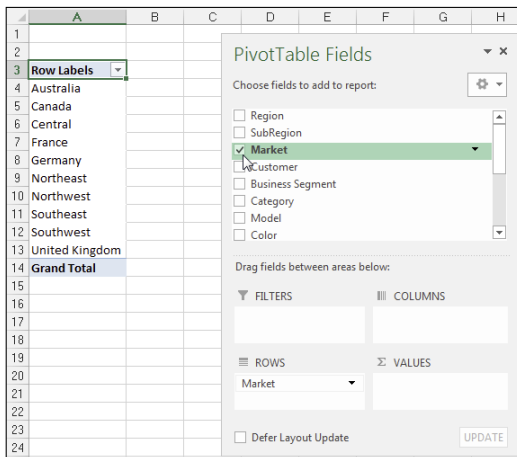 A B C D E F G H
1
2
3 Row Labels
4 Australia
5 Canada
6 Central
7 France
8 Germany
9 Northeast
10 Northwest
11 Southeast
12 Southwest
13 United Kingdom
14 Grand Total
15
16
17
18
19
20
21
22
23
24
PivotTable Fields
Choose fields to add to report:
Region
SubRegion
Market
Customer
Business Segment
Category
Model
Color
Drag fields between areas below:
FILTERS
COLUMNS
ROWS
Σ VALUES
Market
Defer Layout Update
UPDATE